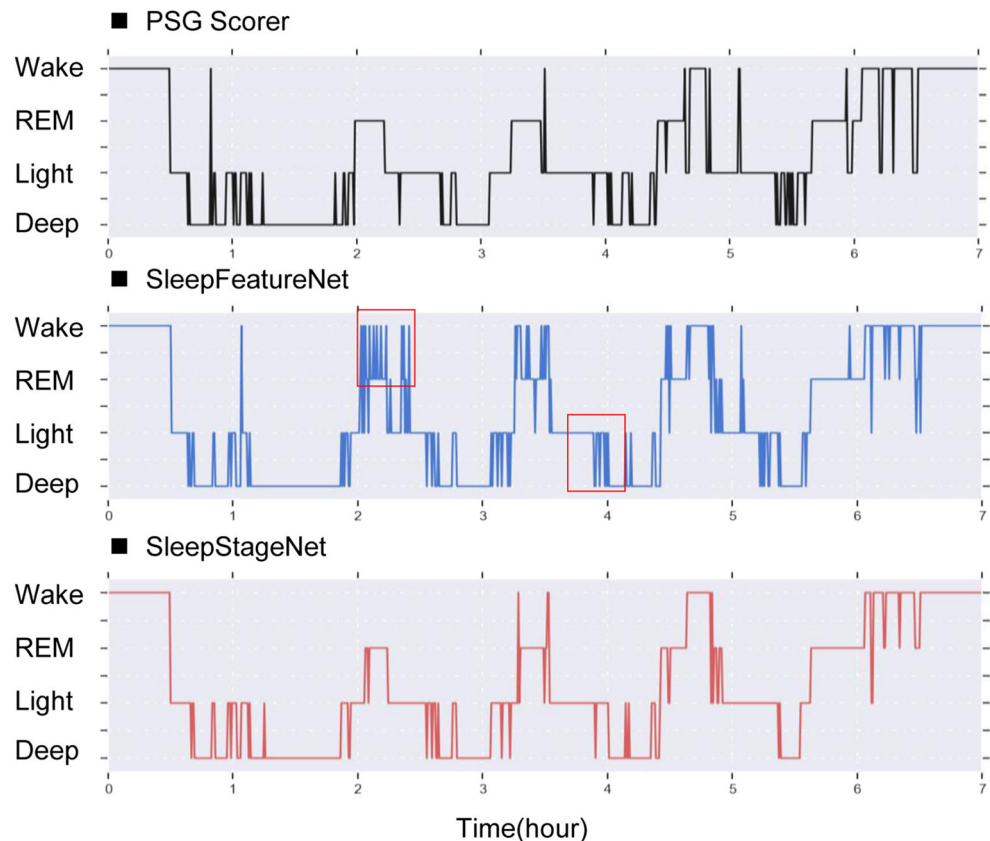 ■ PSG Scorer
Wake
REM
Light
Deep
0 1 2 3 4 5 6 7
■ SleepFeatureNet
Wake
REM
Light
Deep
0 1 2 3 4 5 6 7
■ SleepStageNet
Wake
REM
Light
Deep
0 1 2 3 4 5 6 7
Time(hour)